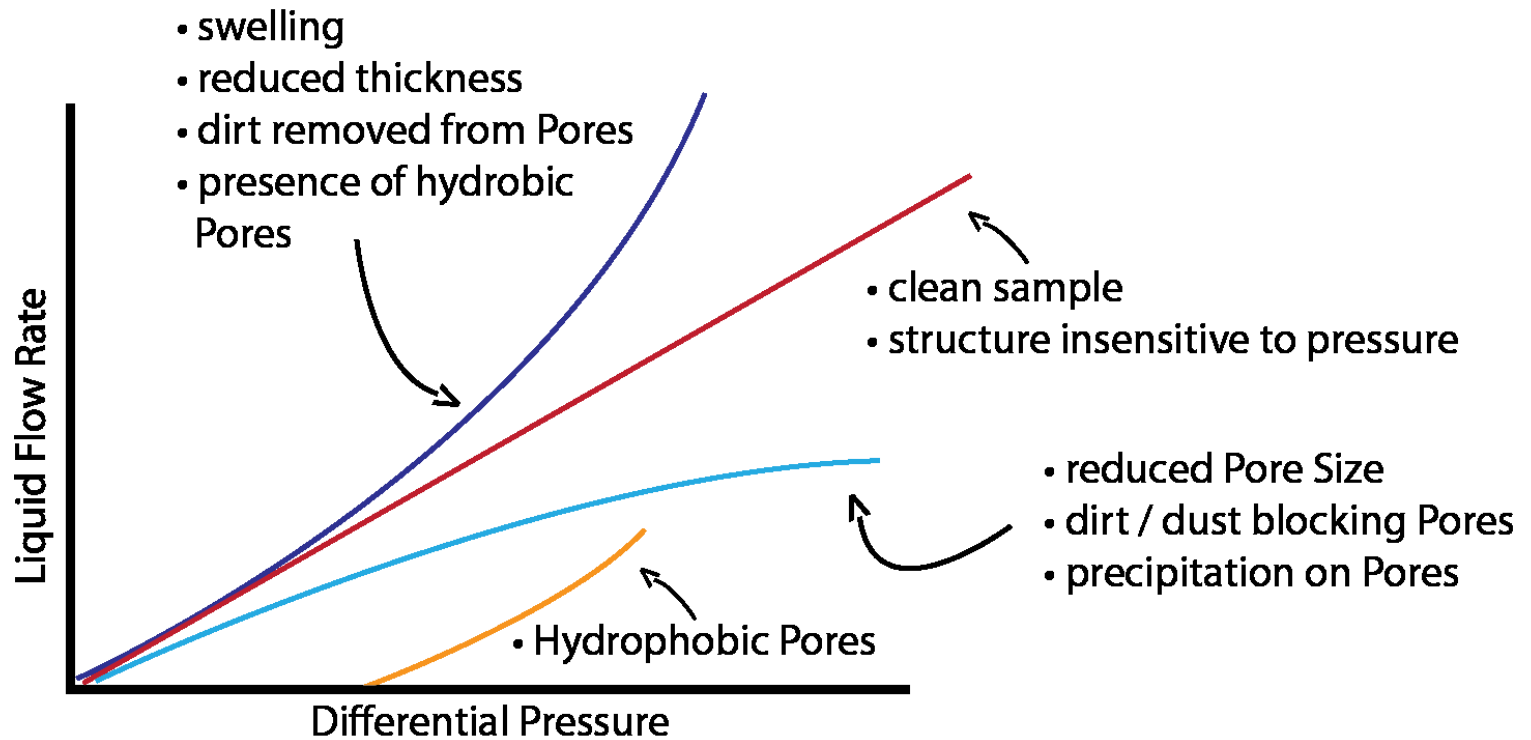 • swelling
• reduced thickness
• dirt removed from Pores
• presence of hydrobic
Pores
• clean sample
• structure insensitive to pressure
• reduced Pore Size
• dirt / dust blocking Pores
• precipitation on Pores
• Hydrophobic Pores
Liquid Flow Rate
Differential Pressure